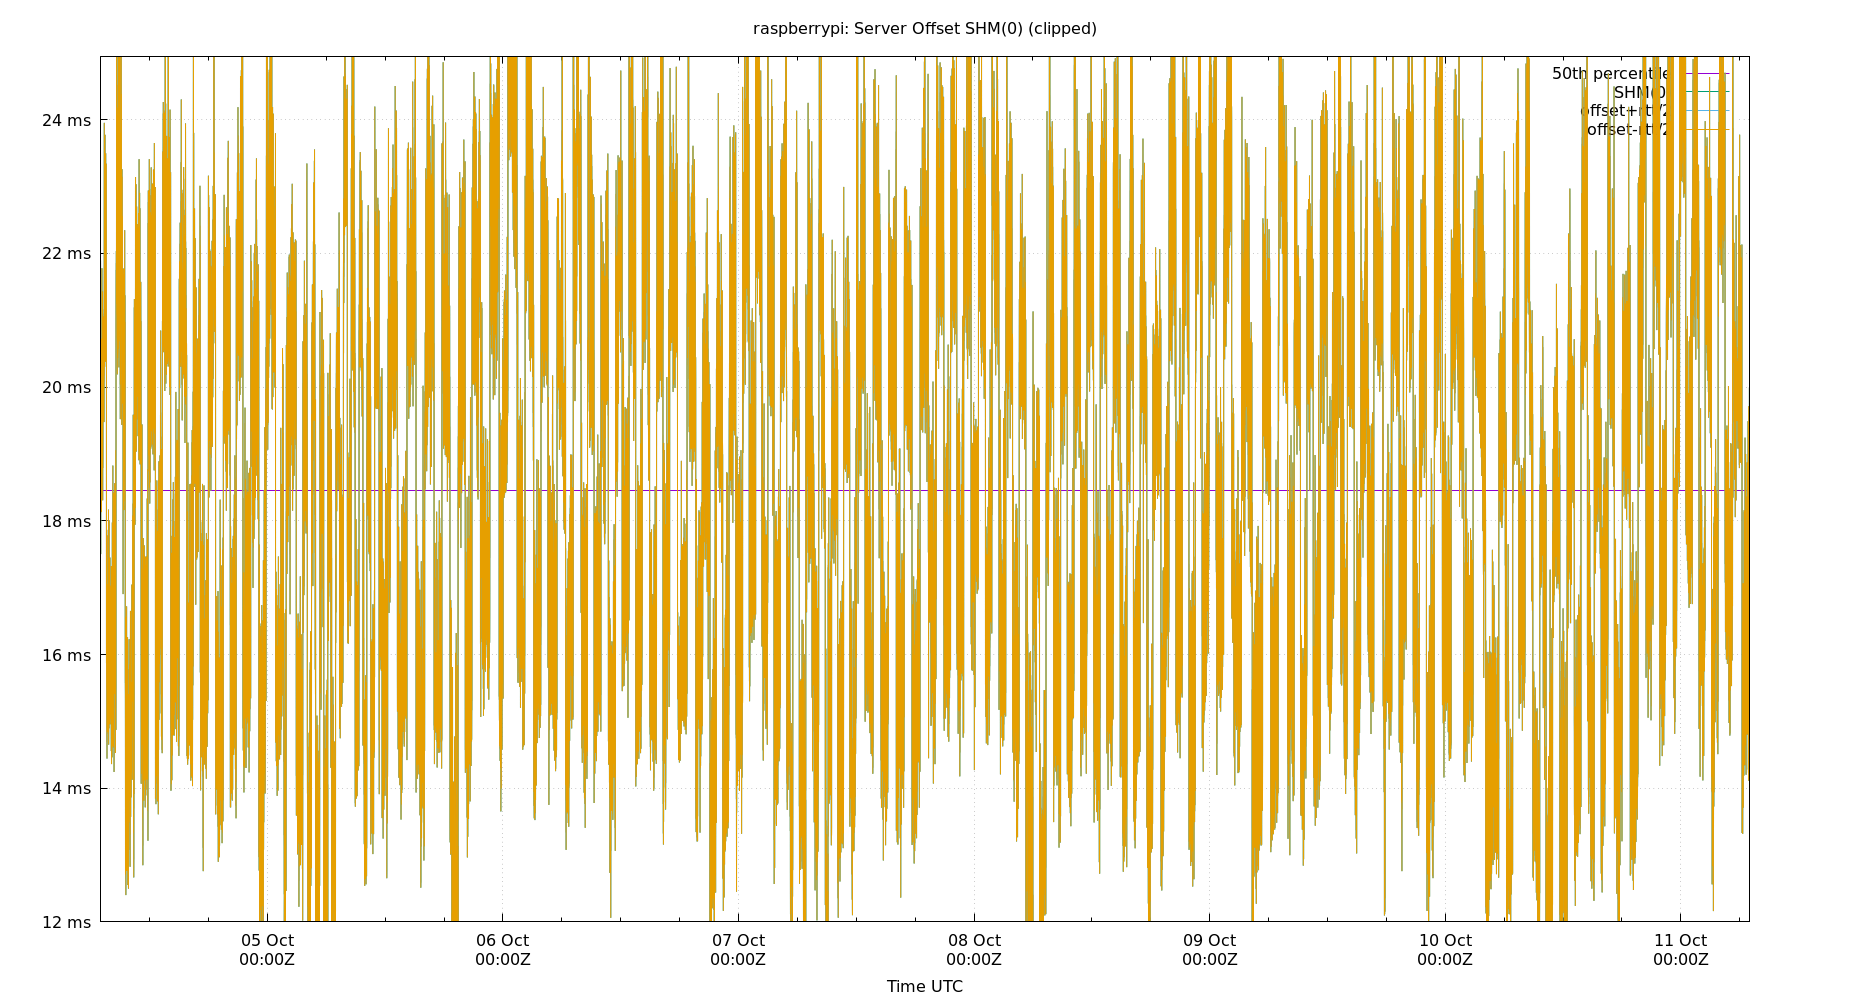 raspberrypi: Server Offset SHM(0) (clipped)
50th percentile
SHM(0)
offset+rtt/2
offset-rtt/2
24 ms
22 ms
20 ms
18 ms
16 ms
14 ms
12 ms
05 Oct
00:00Z
06 Oct
00:00Z
07 Oct
00:00Z
08 Oct
00:00Z
09 Oct
00:00Z
10 Oct
00:00Z
11 Oct
00:00Z
Time UTC